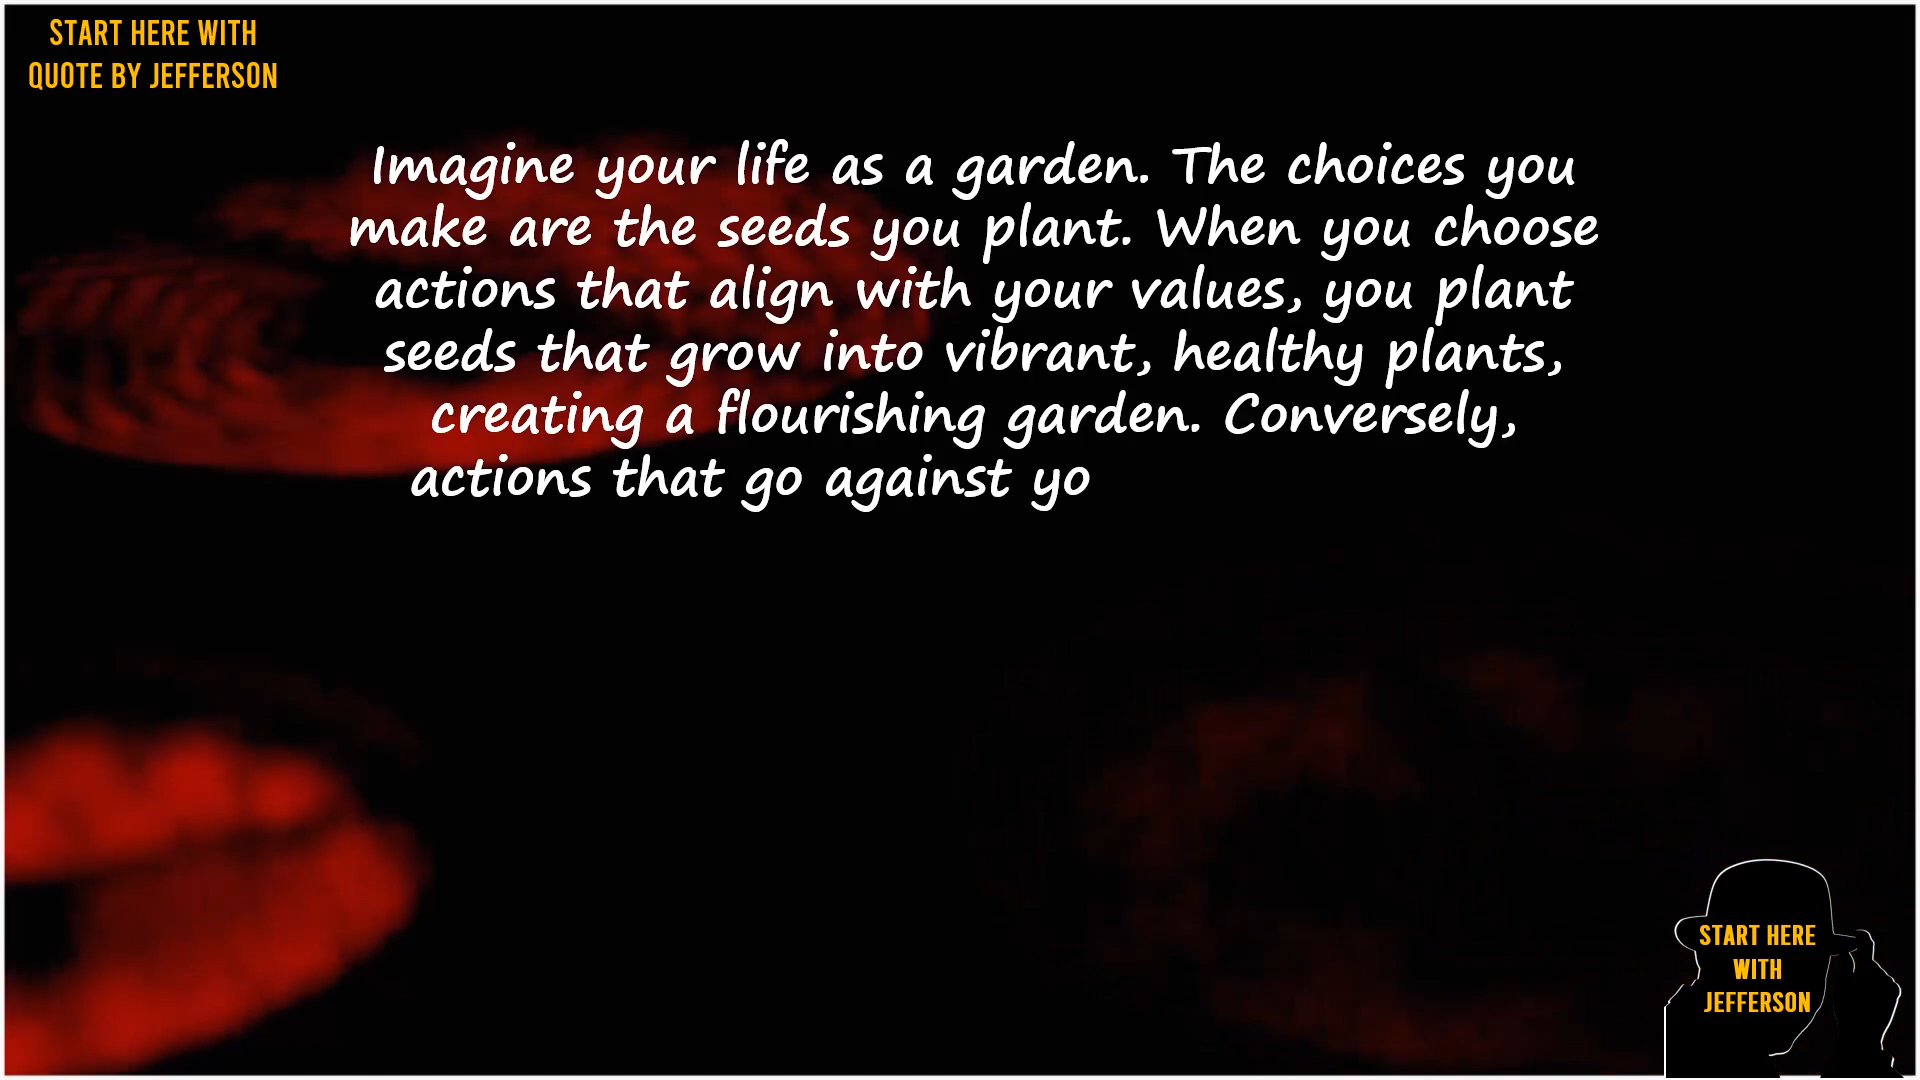 START HERE WITH
QUOTE BY JEFFERSON
Imagine your life as a garden. The choices you
make are the seeds you plant. When you choose
actions that align with your values, you plant
seeds that grow into vibrant, healthy plants,
creating a flourishing garden. Conversely,
actions that go against yo
START HERE
WITH
JEFFERSON